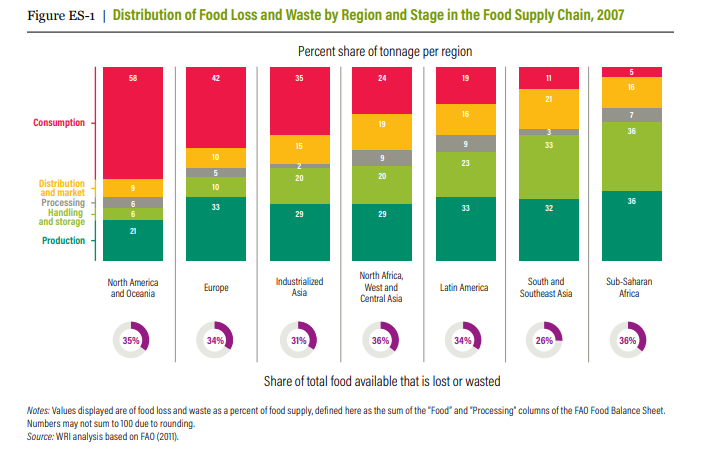 Figure ES-1 | Distribution of Food Loss and Waste by Region and Stage in the Food Supply Chain, 2007
Percent share of tonnage per region
58 42 35 24 19 11 5
Consumption
21 16
16
19
15
10
9
Distribution
and market
Processing
Handling
and storage
Production
6 5 2 9 9 3 7
6 10 20 20 23 33 36
21 33 29 29 33 32 36
North America
and Oceania
Europe
Industrialized
Asia
North Africa,
West and
Central Asia
Latin America
South and
Southeast Asia
Sub-Saharan
Africa
35% 34% 31% 36% 34% 26% 36%
Share of total food available that is lost or wasted
Notes: Values displayed are of food loss and waste as a percent of food supply, defined here as the sum of the "Food" and "Processing" columns of the FAO Food Balance Sheet.
Numbers may not sum to 100 due to rounding.
Source: WRI analysis based on FAO (2011).